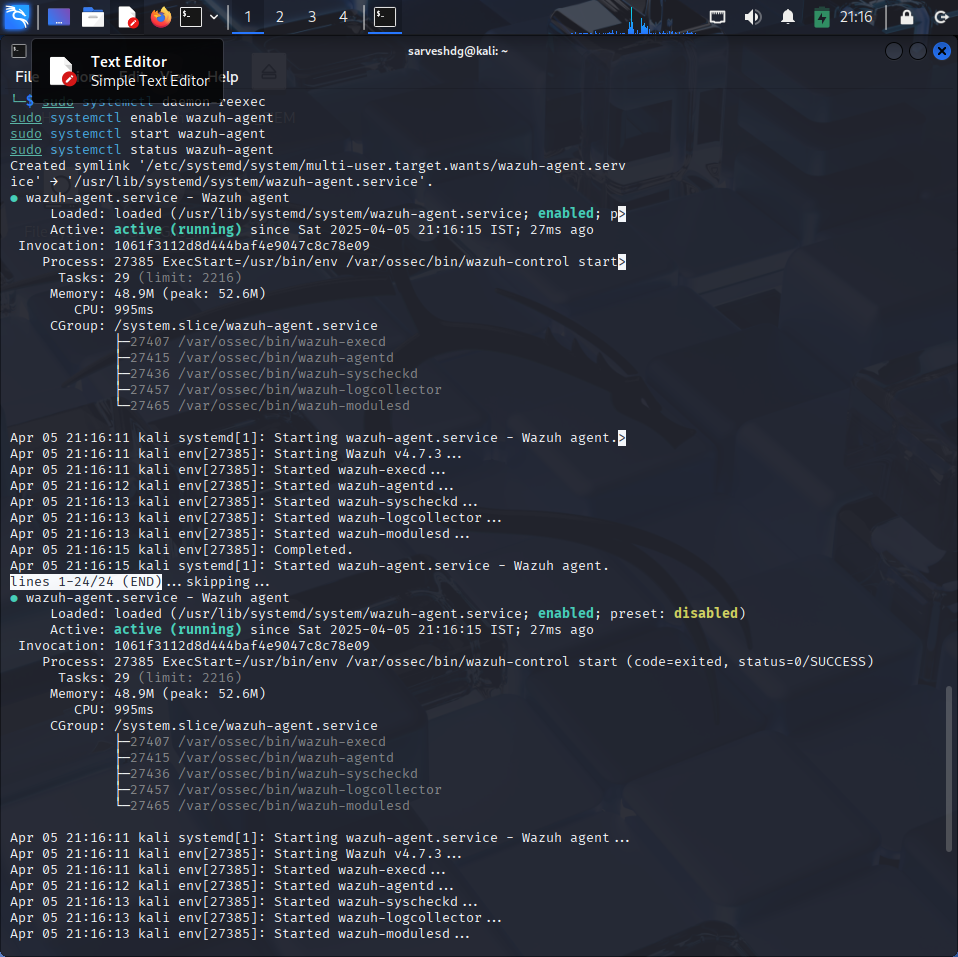 1 2 3 4 21:16
sarveshdg@kali: ~
Text Editor
Simple Text Editor
Help
└─$ sudo systemctl daemon-reexec
sudo systemctl enable wazuh-agent
sudo systemctl start wazuh-agent
sudo systemctl status wazuh-agent
Created symlink '/etc/systemd/system/multi-user.target.wants/wazuh-agent.serv
ice' → '/usr/lib/systemd/system/wazuh-agent.service'.
● wazuh-agent.service - Wazuh agent
Loaded: loaded (/usr/lib/systemd/system/wazuh-agent.service; enabled; p>
Active: active (running) since Sat 2025-04-05 21:16:15 IST; 27ms ago
Invocation: 1061f3112d8d444baf4e9047c8c78e09
Process: 27385 ExecStart=/usr/bin/env /var/ossec/bin/wazuh-control start>
Tasks: 29 (limit: 2216)
Memory: 48.9M (peak: 52.6M)
CPU: 995ms
CGroup: /system.slice/wazuh-agent.service
├─27407 /var/ossec/bin/wazuh-execd
├─27415 /var/ossec/bin/wazuh-agentd
├─27436 /var/ossec/bin/wazuh-syscheckd
├─27457 /var/ossec/bin/wazuh-logcollector
└─27465 /var/ossec/bin/wazuh-modulesd
Apr 05 21:16:11 kali systemd[1]: Starting wazuh-agent.service - Wazuh agent.>
Apr 05 21:16:11 kali env[27385]: Starting Wazuh v4.7.3...
Apr 05 21:16:11 kali env[27385]: Started wazuh-execd...
Apr 05 21:16:12 kali env[27385]: Started wazuh-agentd...
Apr 05 21:16:13 kali env[27385]: Started wazuh-syscheckd...
Apr 05 21:16:13 kali env[27385]: Started wazuh-logcollector...
Apr 05 21:16:13 kali env[27385]: Started wazuh-modulesd...
Apr 05 21:16:15 kali env[27385]: Completed.
Apr 05 21:16:15 kali systemd[1]: Started wazuh-agent.service - Wazuh agent.
lines 1-24/24 (END)...skipping...
● wazuh-agent.service - Wazuh agent
Loaded: loaded (/usr/lib/systemd/system/wazuh-agent.service; enabled; preset: disabled)
Active: active (running) since Sat 2025-04-05 21:16:15 IST; 27ms ago
Invocation: 1061f3112d8d444baf4e9047c8c78e09
Process: 27385 ExecStart=/usr/bin/env /var/ossec/bin/wazuh-control start (code=exited, status=0/SUCCESS)
Tasks: 29 (limit: 2216)
Memory: 48.9M (peak: 52.6M)
CPU: 995ms
CGroup: /system.slice/wazuh-agent.service
├─27407 /var/ossec/bin/wazuh-execd
├─27415 /var/ossec/bin/wazuh-agentd
├─27436 /var/ossec/bin/wazuh-syscheckd
├─27457 /var/ossec/bin/wazuh-logcollector
└─27465 /var/ossec/bin/wazuh-modulesd
Apr 05 21:16:11 kali systemd[1]: Starting wazuh-agent.service - Wazuh agent...
Apr 05 21:16:11 kali env[27385]: Starting Wazuh v4.7.3...
Apr 05 21:16:11 kali env[27385]: Started wazuh-execd...
Apr 05 21:16:12 kali env[27385]: Started wazuh-agentd...
Apr 05 21:16:13 kali env[27385]: Started wazuh-syscheckd...
Apr 05 21:16:13 kali env[27385]: Started wazuh-logcollector...
Apr 05 21:16:13 kali env[27385]: Started wazuh-modulesd...